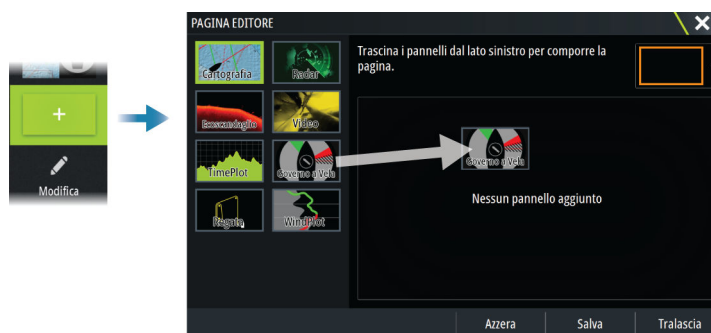 +
Modifica
PAGINA EDITORE
Cartografia
Radar
Ecoscandaglio
Video
TimePlot
Governo a Vela
Regata
WindPlot
Trascina i pannelli dal lato sinistro per comporre la
pagina.
Governo a Vela
Nessun pannello aggiunto
Azzera
Salva
Tralascia